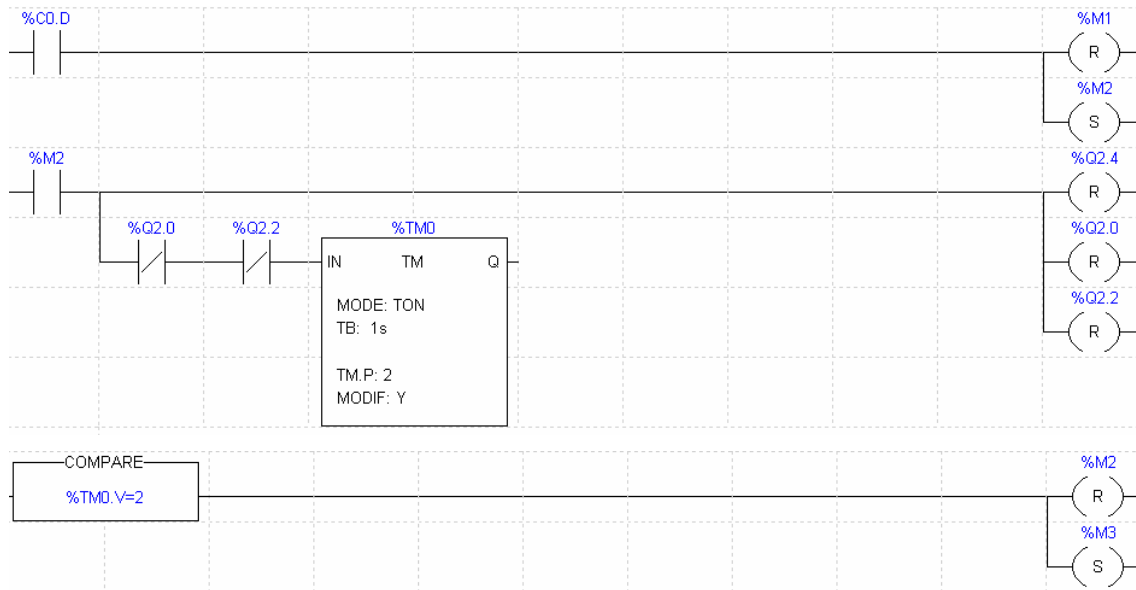 %C0.D
%M1
R
%M2
S
%M2
%Q2.4
R
%Q2.0
%Q2.2
%TM0
%Q2.0
IN
TM
Q
R
MODE: TON
%Q2.2
TB: 1s
R
TM.P: 2
MODIF: Y
COMPARE
%M2
%TM0.V=2
R
%M3
S